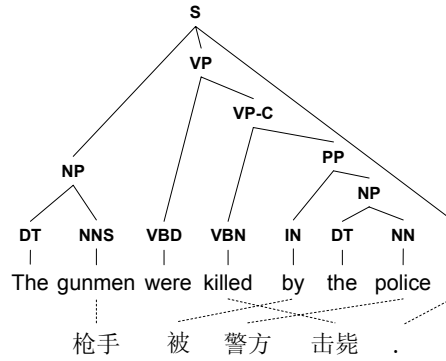 S
VP
VP-C
PP
NP NP
DT NNS VBD VBN IN DT NN
The gunmen were killed by the police
枪手 被 警方 击毙 .